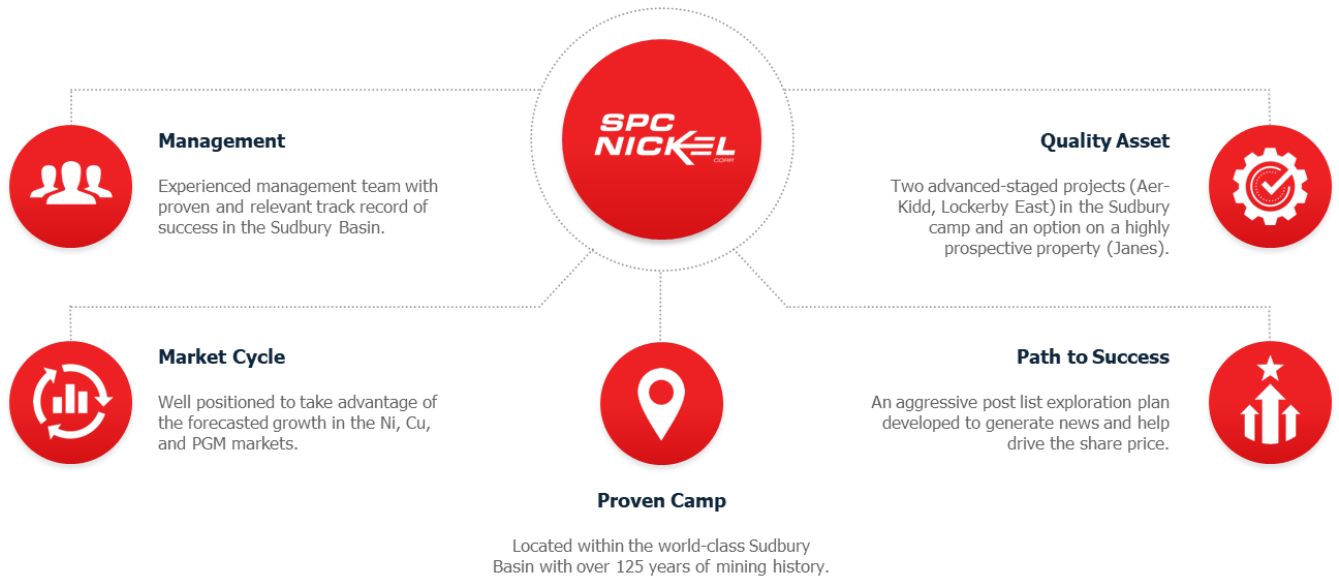 SPC
NICKEL
CORP.
Management
Experienced management team with
proven and relevant track record of
success in the Sudbury Basin.
Quality Asset
Two advanced-staged projects (Aer-
Kidd, Lockerby East) in the Sudbury
camp and an option on a highly
prospective property (Janes).
Market Cycle
Well positioned to take advantage of
the forecasted growth in the Ni, Cu,
and PGM markets.
Path to Success
An aggressive post list exploration plan
developed to generate news and help
drive the share price.
Proven Camp
Located within the world-class Sudbury
Basin with over 125 years of mining history.